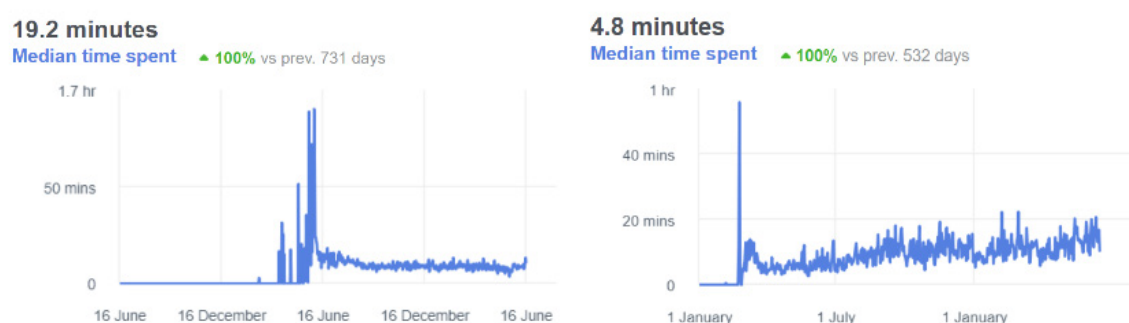 19.2 minutes
Median time spent ▲ 100% vs prev. 731 days
1.7 hr
50 mins
0
16 June 16 December 16 June 16 December 16 June
4.8 minutes
Median time spent ▲ 100% vs prev. 532 days
1 hr
40 mins
20 mins
0
1 January 1 July 1 January